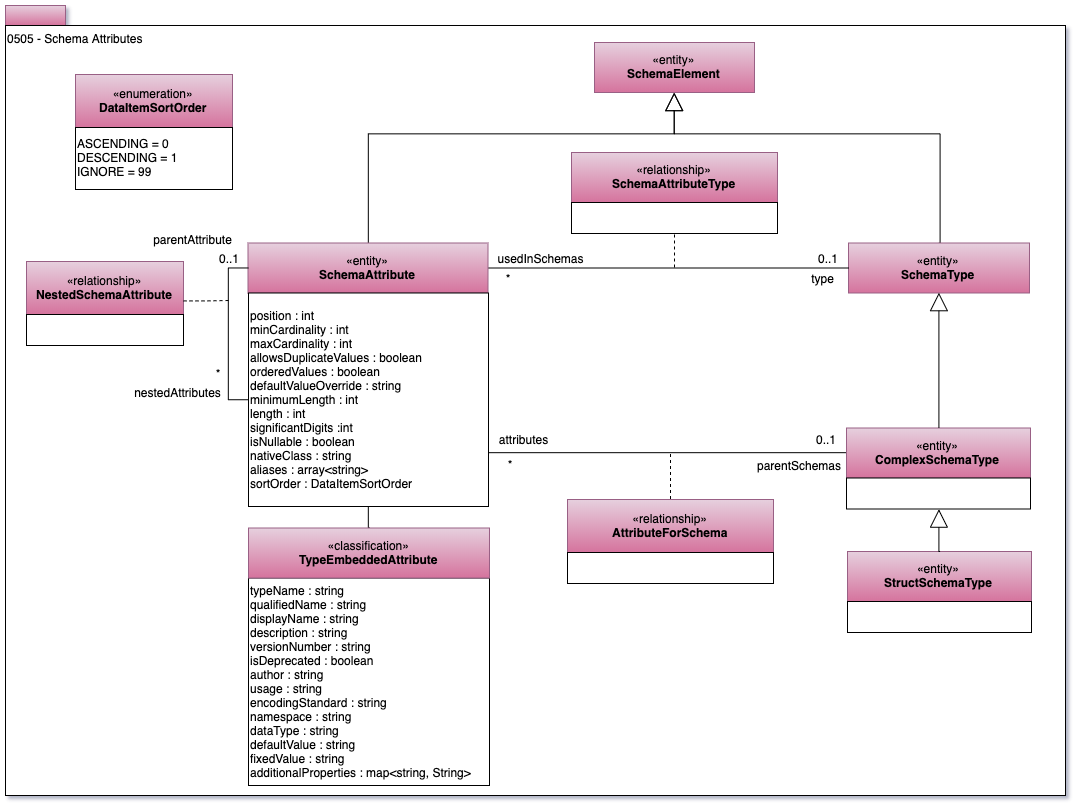 0505 - Schema Attributes
«entity»
SchemaElement
«enumeration»
DataItemSortOrder
ASCENDING = 0
DESCENDING = 1
IGNORE = 99
«relationship»
SchemaAttributeType
parentAttribute
0..1
«relationship»
NestedSchemaAttribute
*
nestedAttributes
«entity»
SchemaAttribute
position : int
minCardinality : int
maxCardinality : int
allowsDuplicateValues : boolean
orderedValues : boolean
defaultValueOverride : string
minimumLength : int
length : int
significantDigits :int
isNullable : boolean
nativeClass : string
aliases : array<string>
sortOrder : DataItemSortOrder
usedInSchemas
*
0..1
type
«entity»
SchemaType
attributes
*
0..1
parentSchemas
«entity»
ComplexSchemaType
«relationship»
AttributeForSchema
«entity»
StructSchemaType
«classification»
TypeEmbeddedAttribute
typeName : string
qualifiedName : string
displayName : string
description : string
versionNumber : string
isDeprecated : boolean
author : string
usage : string
encodingStandard : string
namespace : string
dataType : string
defaultValue : string
fixedValue : string
additionalProperties : map<string, String>